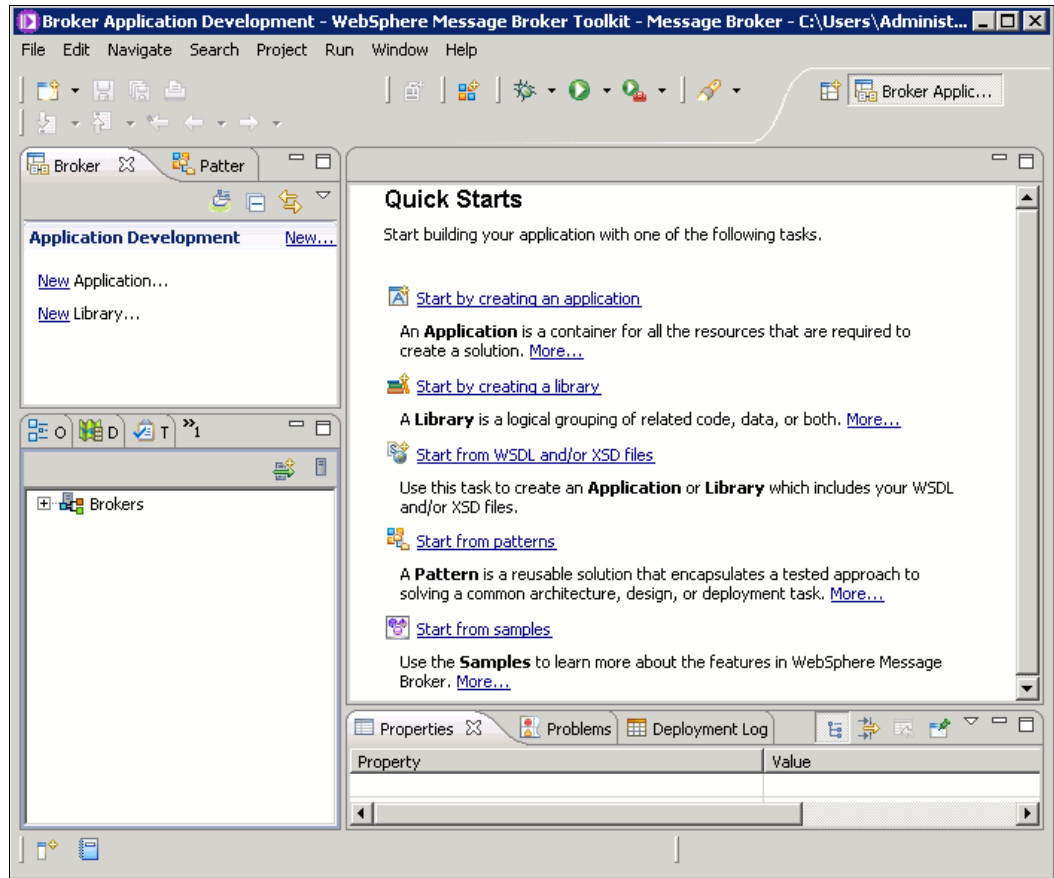 Broker Application Development - WebSphere Message Broker Toolkit - Message Broker - C:\Users\Administ...
File Edit Navigate Search Project Run Window Help
Broker Applic...
Broker Patter
Application Development New...
New Application...
New Library...
O D T »1
Brokers
Quick Starts
Start building your application with one of the following tasks.
Start by creating an application
An Application is a container for all the resources that are required to
create a solution. More...
Start by creating a library
A Library is a logical grouping of related code, data, or both. More...
Start from WSDL and/or XSD files
Use this task to create an Application or Library which includes your WSDL
and/or XSD files.
Start from patterns
A Pattern is a reusable solution that encapsulates a tested approach to
solving a common architecture, design, or deployment task. More...
Start from samples
Use the Samples to learn more about the features in WebSphere Message
Broker. More...
Properties Problems Deployment Log
Property Value